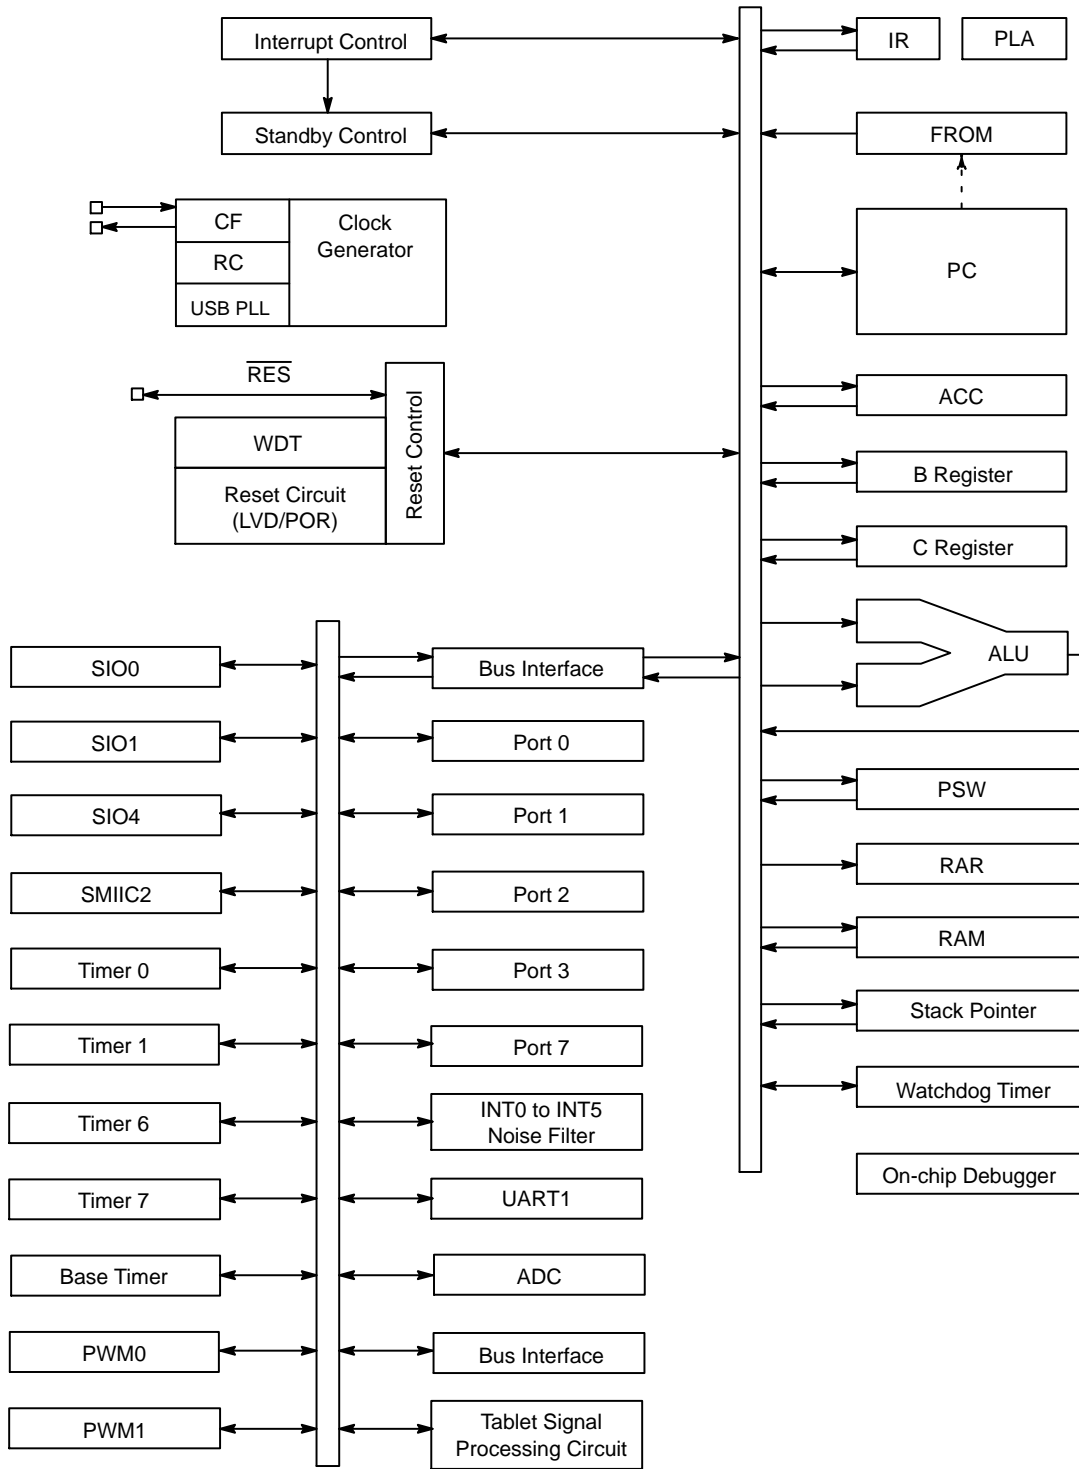 Interrupt Control
IR
PLA
Standby Control
FROM
CF
Clock
Generator
RC
USB PLL
PC
RES
WDT
Reset Circuit
(LVD/POR)
Reset Control
ACC
B Register
C Register
ALU
SIO0
Bus Interface
SIO1
Port 0
PSW
SIO4
Port 1
RAR
SMIIC2
Port 2
RAM
Timer 0
Port 3
Stack Pointer
Timer 1
Port 7
Watchdog Timer
Timer 6
INT0 to INT5
Noise Filter
On-chip Debugger
Timer 7
UART1
Base Timer
ADC
PWM0
Bus Interface
PWM1
Tablet Signal
Processing Circuit